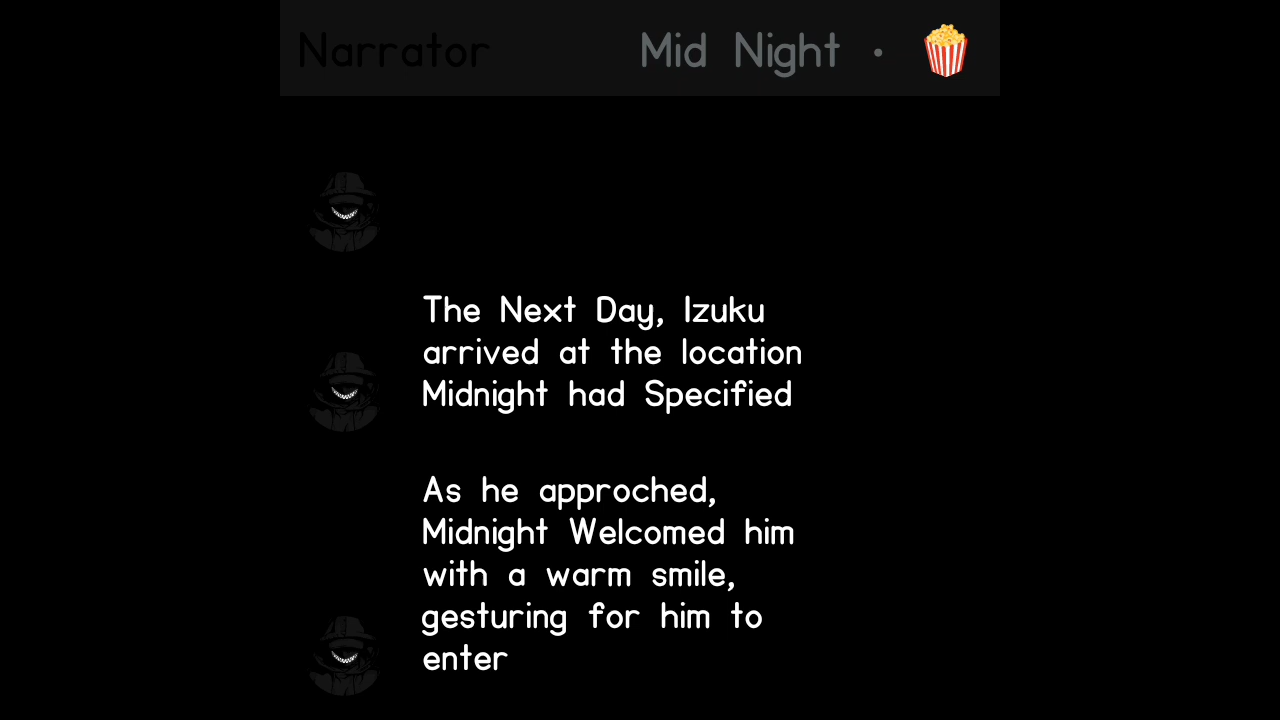 Narrator
Mid Night •
The Next Day, Izuku
arrived at the location
Midnight had Specified
As he approched,
Midnight Welcomed him
with a warm smile,
gesturing for him to
enter